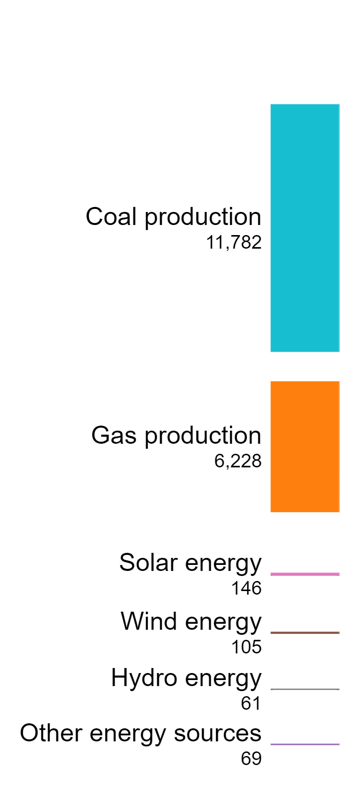 Coal production
11,782
Gas production
6,228
Solar energy
146
Wind energy
105
Hydro energy
61
Other energy sources
69